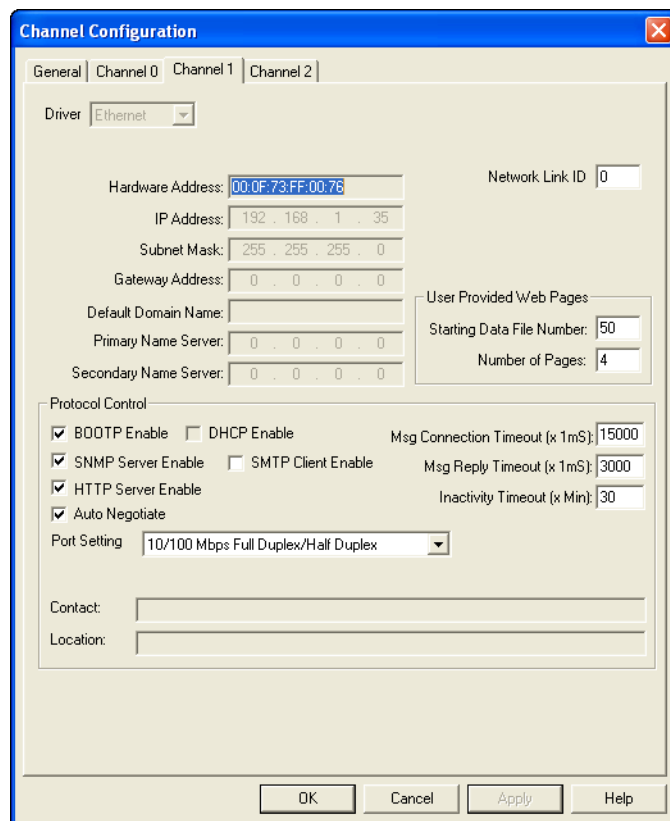 Channel Configuration
General Channel 0 Channel 1 Channel 2
Driver Ethernet
Hardware Address: 00:0F:73:FF:00:76
Network Link ID 0
IP Address: 192 . 168 . 1 . 35
Subnet Mask: 255 . 255 . 255 . 0
Gateway Address: 0 . 0 . 0 . 0
Default Domain Name:
Primary Name Server: 0 . 0 . 0 . 0
Secondary Name Server: 0 . 0 . 0 . 0
User Provided Web Pages
Starting Data File Number: 50
Number of Pages: 4
Protocol Control
BOOTP Enable DHCP Enable
SNMP Server Enable SMTP Client Enable
HTTP Server Enable
Auto Negotiate
Msg Connection Timeout (x 1mS): 15000
Msg Reply Timeout (x 1mS): 3000
Inactivity Timeout (x Min): 30
Port Setting 10/100 Mbps Full Duplex/Half Duplex
Contact:
Location:
OK Cancel Apply Help